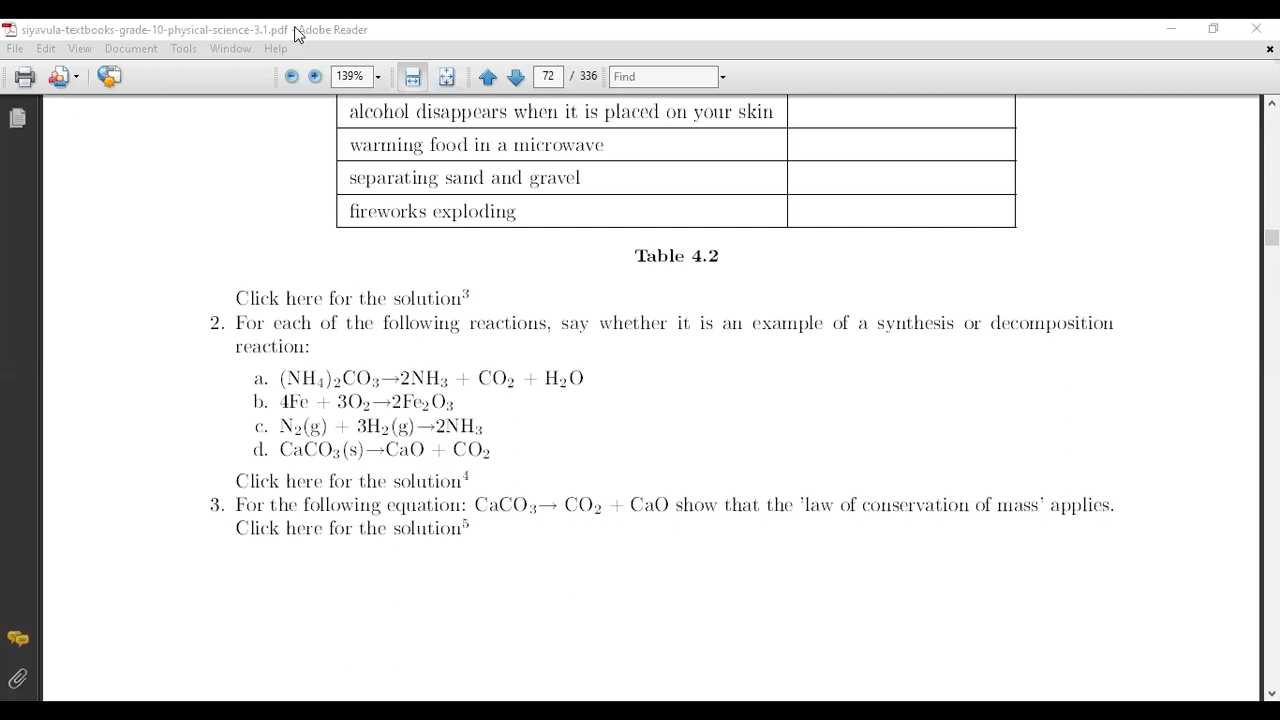 siyavula-textbooks-grade-10-physical-science-3.1.pdf - Adobe Reader
File Edit View Document Tools Window Help
139% 72 / 336 Find
alcohol disappears when it is placed on your skin
warming food in a microwave
separating sand and gravel
fireworks exploding
Table 4.2
Click here for the solution³
2. For each of the following reactions, say whether it is an example of a synthesis or decomposition
reaction:
a. (NH₄)₂CO₃→2NH₃ + CO₂ + H₂O
b. 4Fe + 3O₂→2Fe₂O₃
c. N₂(g) + 3H₂(g)→2NH₃
d. CaCO₃(s)→CaO + CO₂
Click here for the solution⁴
3. For the following equation: CaCO₃→ CO₂ + CaO show that the 'law of conservation of mass' applies.
Click here for the solution⁵